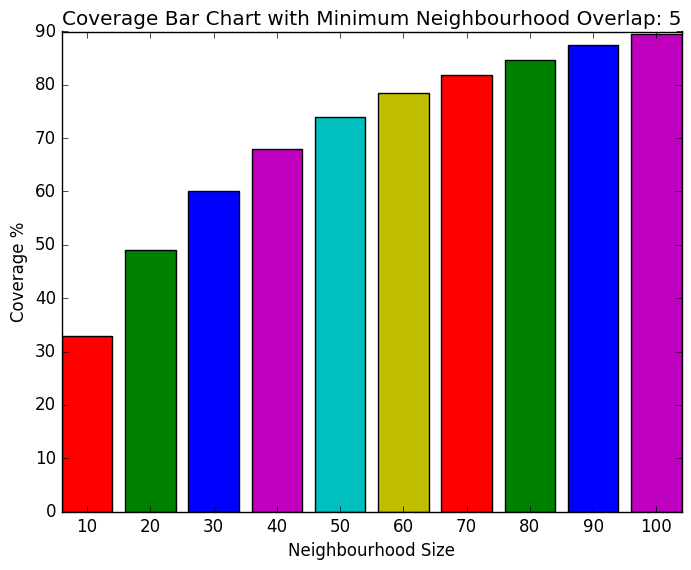 Coverage Bar Chart with Minimum Neighbourhood Overlap: 5
90
80
70
60
50
40
30
20
10
0
Coverage %
10 20 30 40 50 60 70 80 90 100
Neighbourhood Size